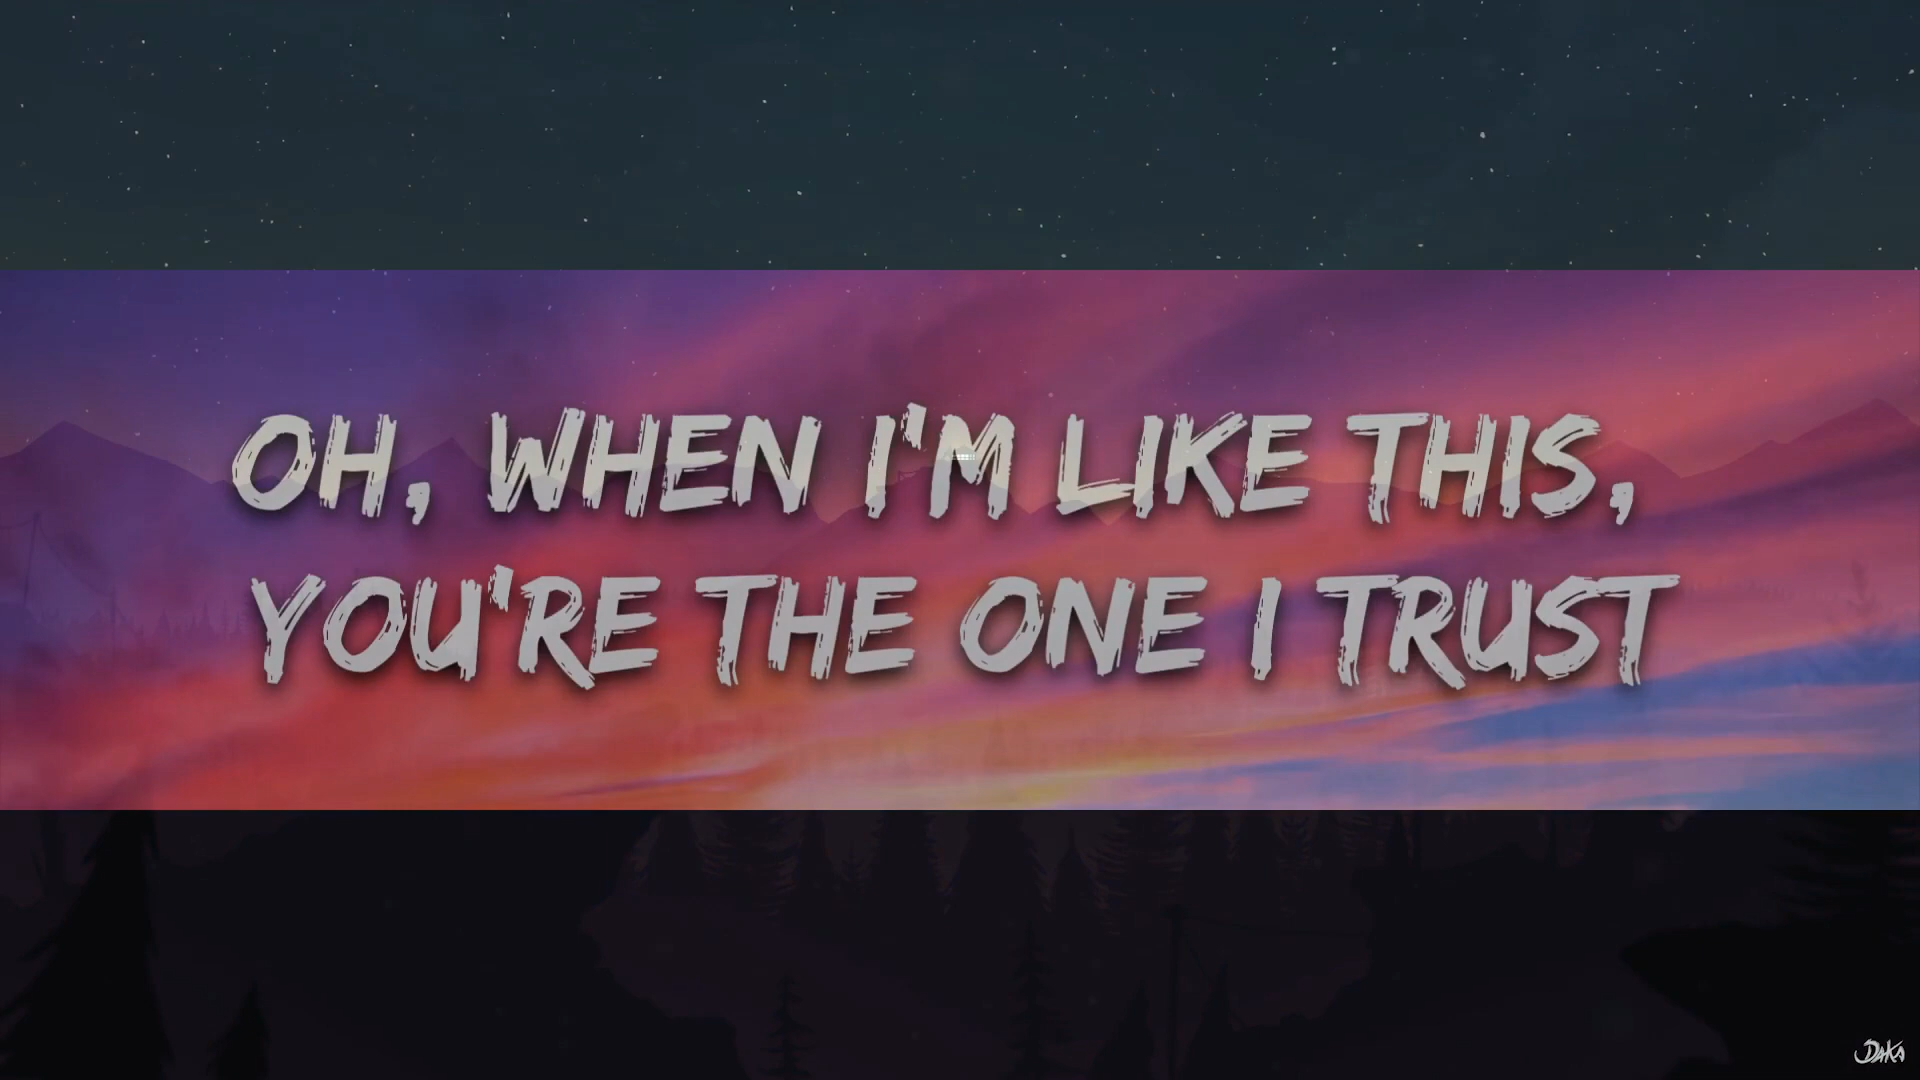 OH, WHEN I'M LIKE THIS,
YOU'RE THE ONE I TRUST
DAKA